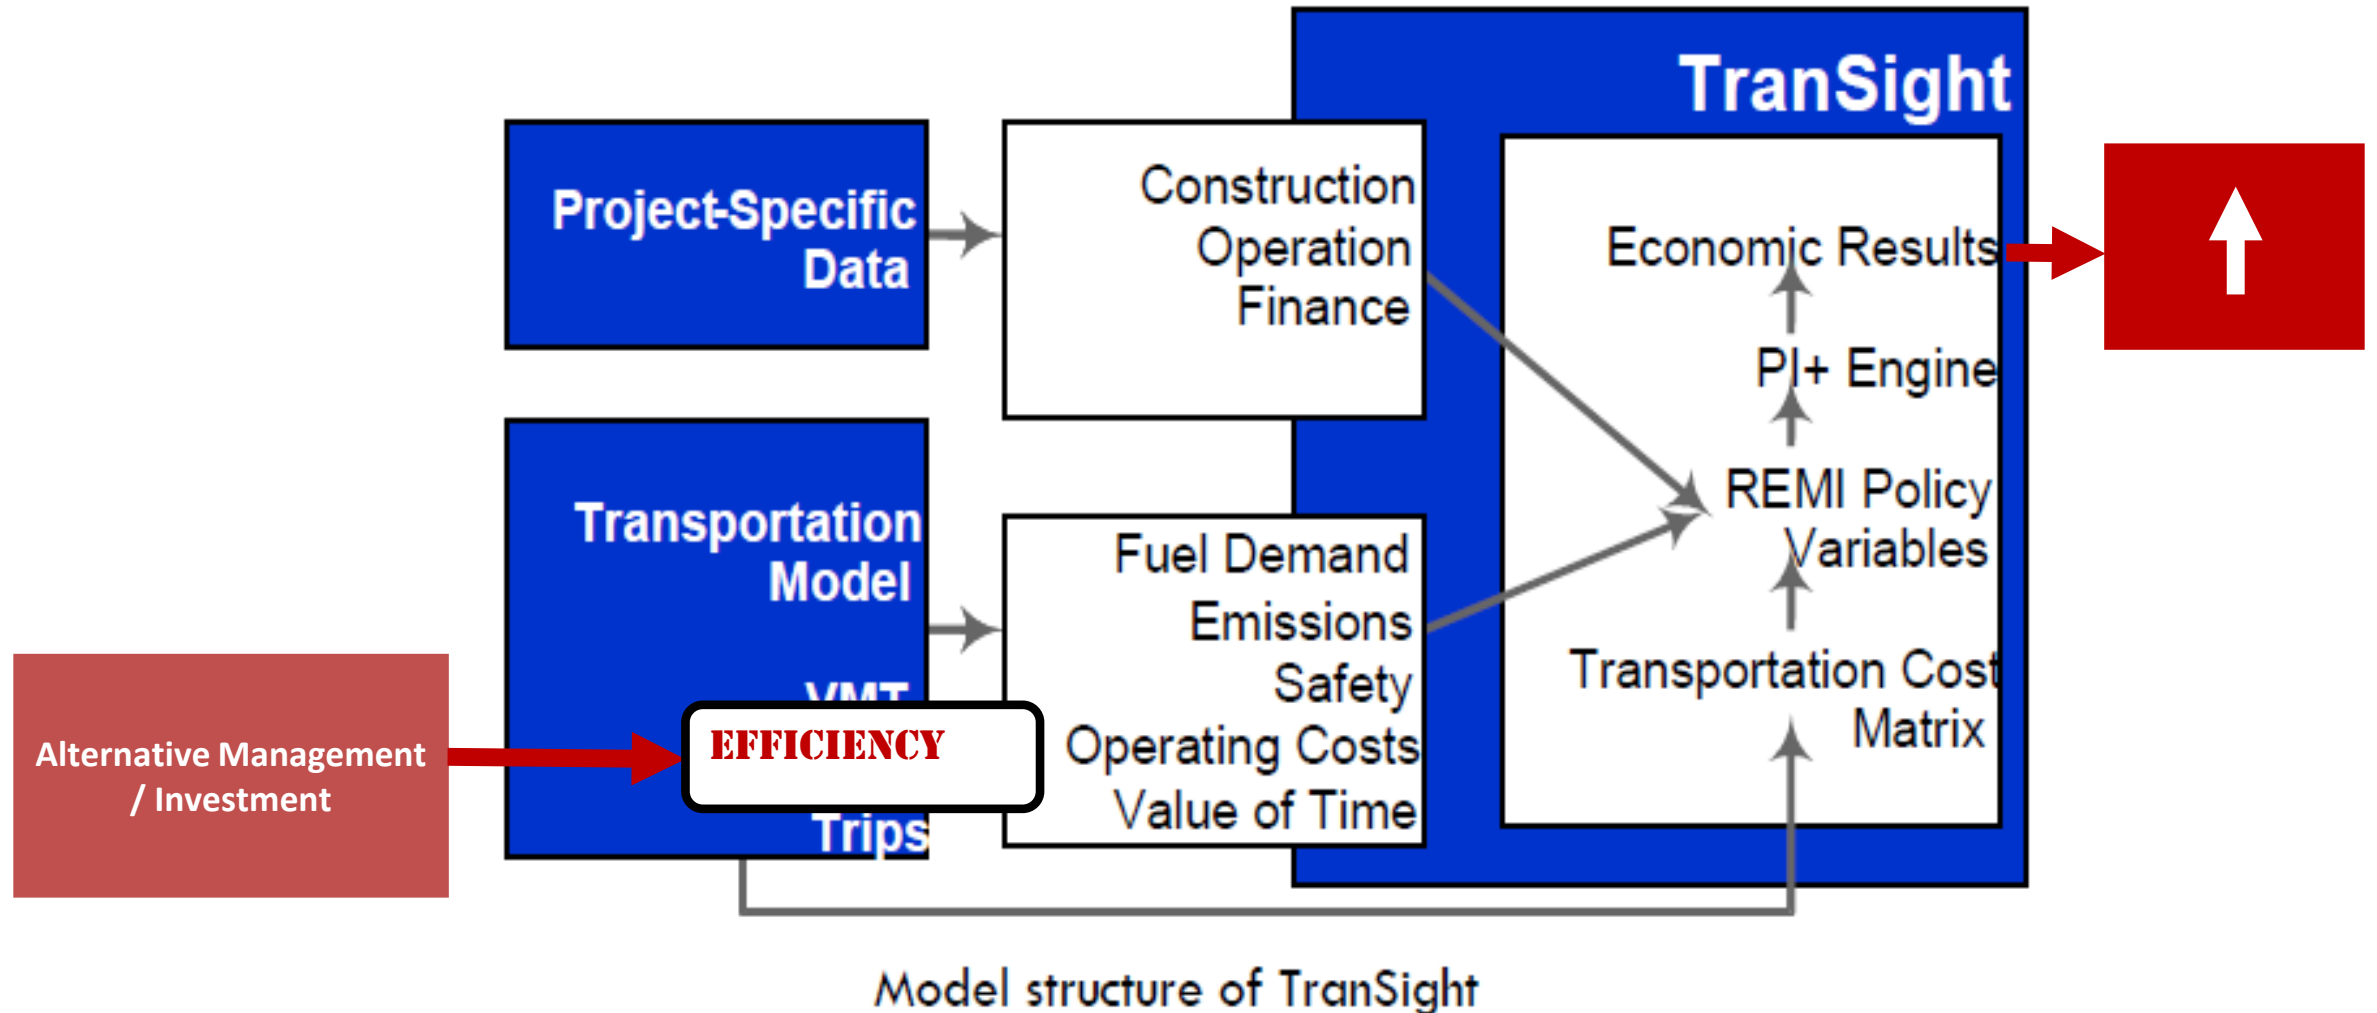 TranSight
Project-Specific
Data
Construction
Operation
Finance
Economic Results
PI+ Engine
REMI Policy
Variables
Transportation Cost
Matrix
Transportation
Model
VMT
Trips
Fuel Demand
Emissions
Safety
Operating Costs
Value of Time
Alternative Management
/ Investment
EFFICIENCY
Model structure of TranSight